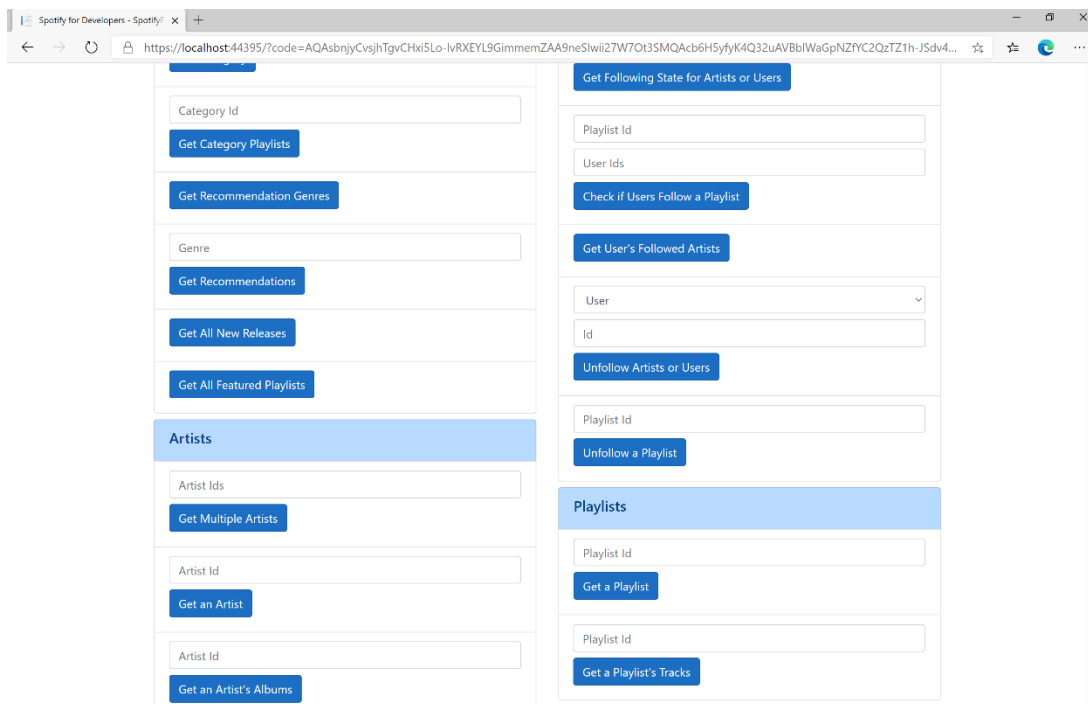 Spotify for Developers - Spotify
https://localhost:44395/?code=AQAsbnjyCvsjhTgvCHxi5Lo-lvRXEYL9GimmemZAA9neSlwii27W7Ot3SMQAcb6H5yfyK4Q32uAVBblWaGpNZfYC2QzTZ1h-JSdv4...
Category Id
Get Category Playlists
Get Recommendation Genres
Genre
Get Recommendations
Get All New Releases
Get All Featured Playlists
Artists
Artist Ids
Get Multiple Artists
Artist Id
Get an Artist
Artist Id
Get an Artist's Albums
Get Following State for Artists or Users
Playlist Id
User Ids
Check if Users Follow a Playlist
Get User's Followed Artists
User
Id
Unfollow Artists or Users
Playlist Id
Unfollow a Playlist
Playlists
Playlist Id
Get a Playlist
Playlist Id
Get a Playlist's Tracks